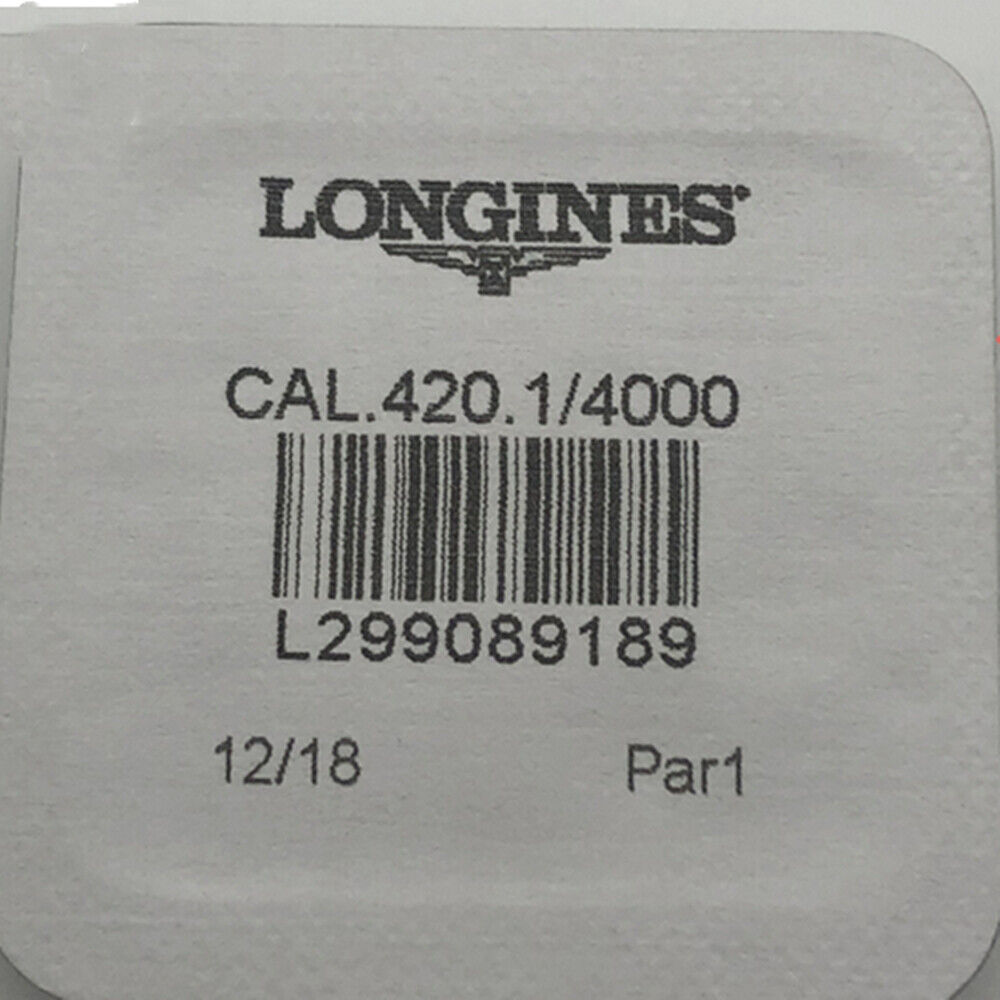 LONGINES
CAL.420.1/4000
L299089189
12/18 Par1